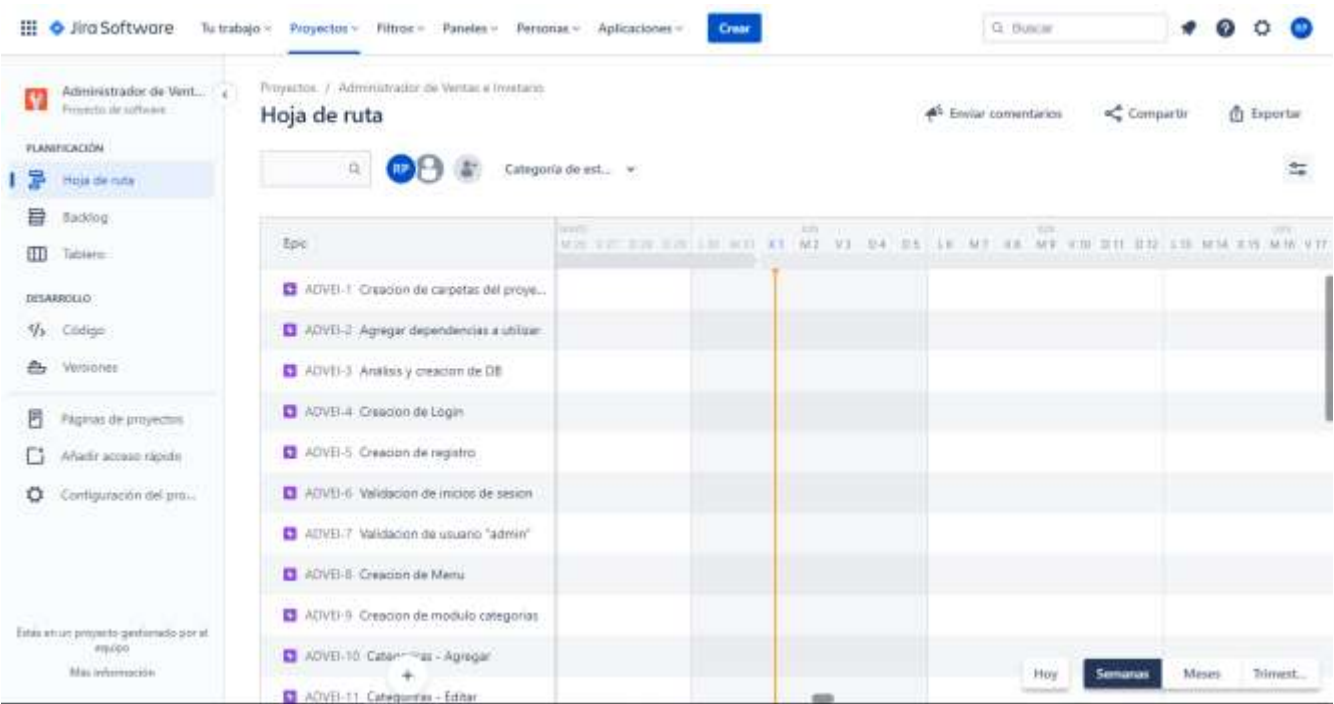 Jira Software Tu trabajo Proyectos Filtros Paneles Personas Aplicaciones Crear Buscar RP
Administrador de Vent...
Proyecto de software
PLANIFICACIÓN
Hoja de ruta
Backlog
Tablero
DESARROLLO
Código
Versiones
Páginas de proyectos
Añadir acceso rápido
Configuración del pro...
Estás en un proyecto gestionado por el
equipo
Más información
Proyectos / Administrador de Ventas e Invetario
Hoja de ruta
Enviar comentarios Compartir Exportar
RP Categoría de est...
Epic
ADVEI-1 Creacion de carpetas del proye...
ADVEI-2 Agregar dependencias a utilizar
ADVEI-3 Análisis y creacion de DB
ADVEI-4 Creacion de Login
ADVEI-5 Creacion de registro
ADVEI-6 Validacion de inicios de sesion
ADVEI-7 Validacion de usuario "admin"
ADVEI-8 Creacion de Menu
ADVEI-9 Creacion de modulo categorias
ADVEI-10 - Agregar
ADVEI-11 Categorias - Editar
Hoy Semanas Meses Trimest...